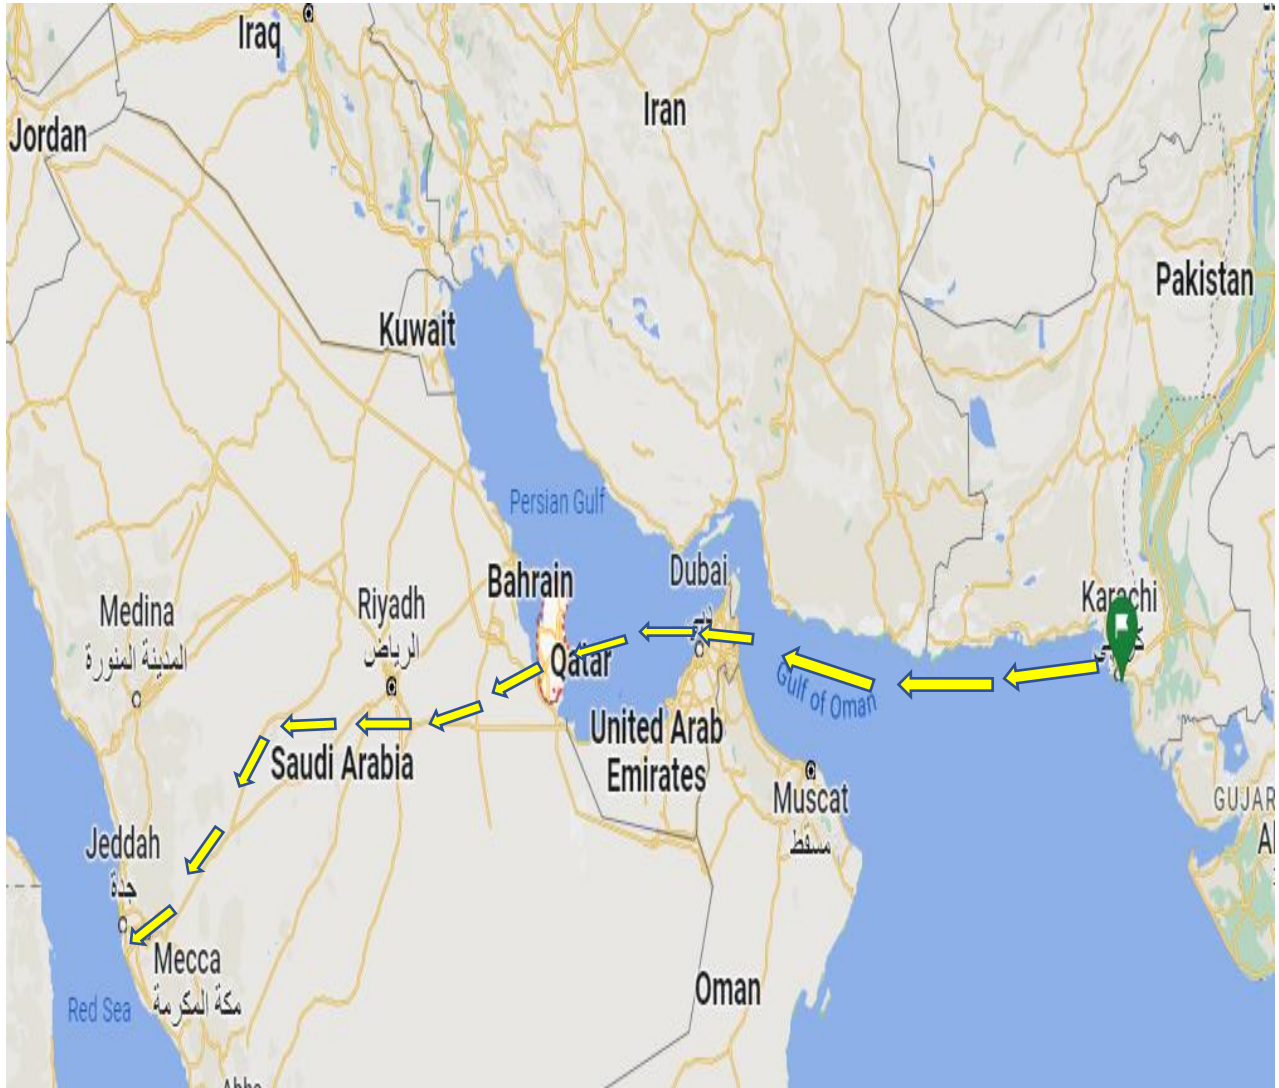 Iraq
Iran
Jordan
Pakistan
Kuwait
Persian Gulf
Dubai
Bahrain
Karachi
Medina
المدينة المنورة
Riyadh
الرياض
Qatar
Gulf of Oman
United Arab
Emirates
Saudi Arabia
Muscat
مسقط
GUJAR
Jeddah
جدة
Mecca
مكة المكرمة
Oman
Red Sea